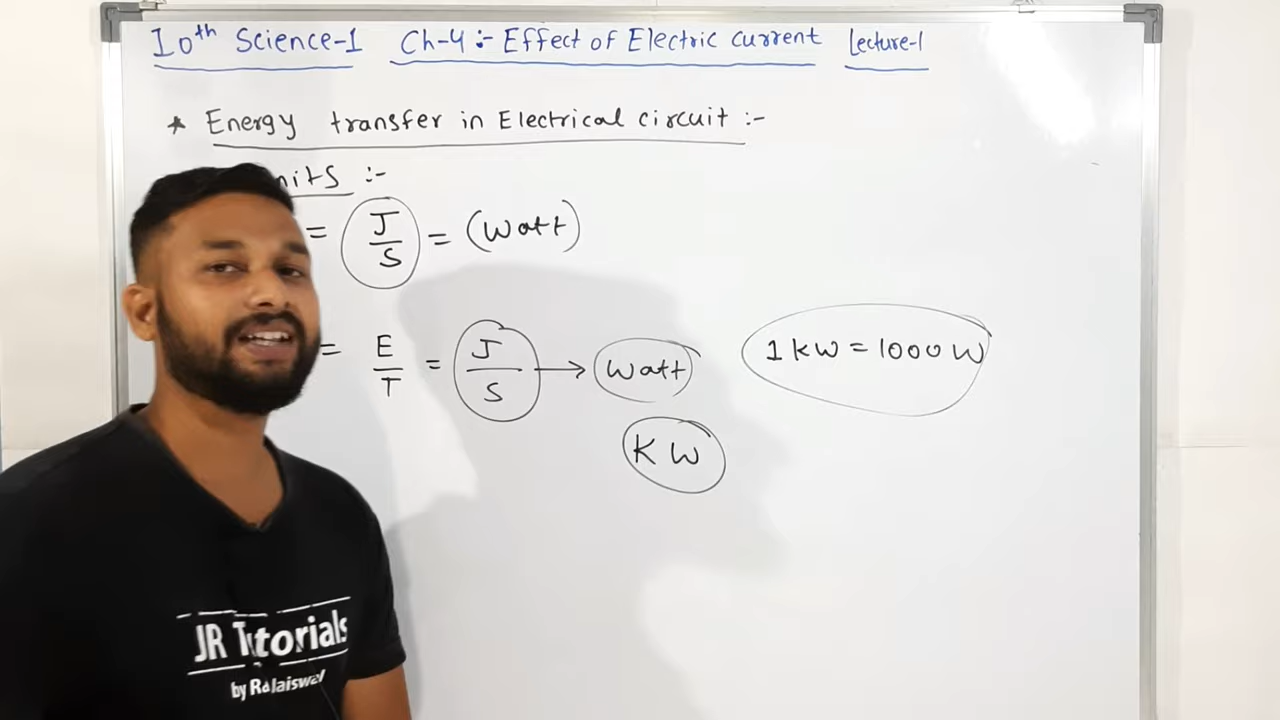 10th Science-1 Ch-4 :- Effect of Electric current Lecture-1
* Energy transfer in Electrical circuit :-
:-
= J/S = (Watt)
= E/T = J/S → Watt
1 KW = 1000 W
KW
JR Tutorials
by